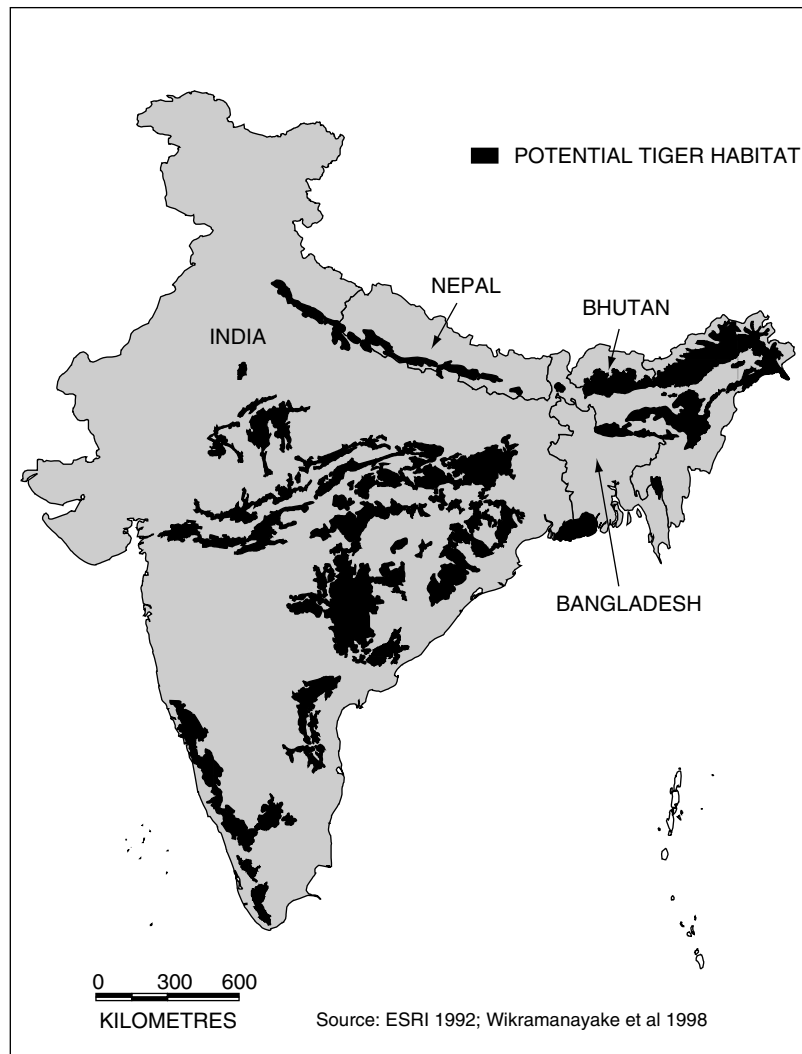 POTENTIAL TIGER HABITAT
NEPAL
BHUTAN
INDIA
BANGLADESH
0 300 600
KILOMETRES
Source: ESRI 1992; Wikramanayake et al 1998